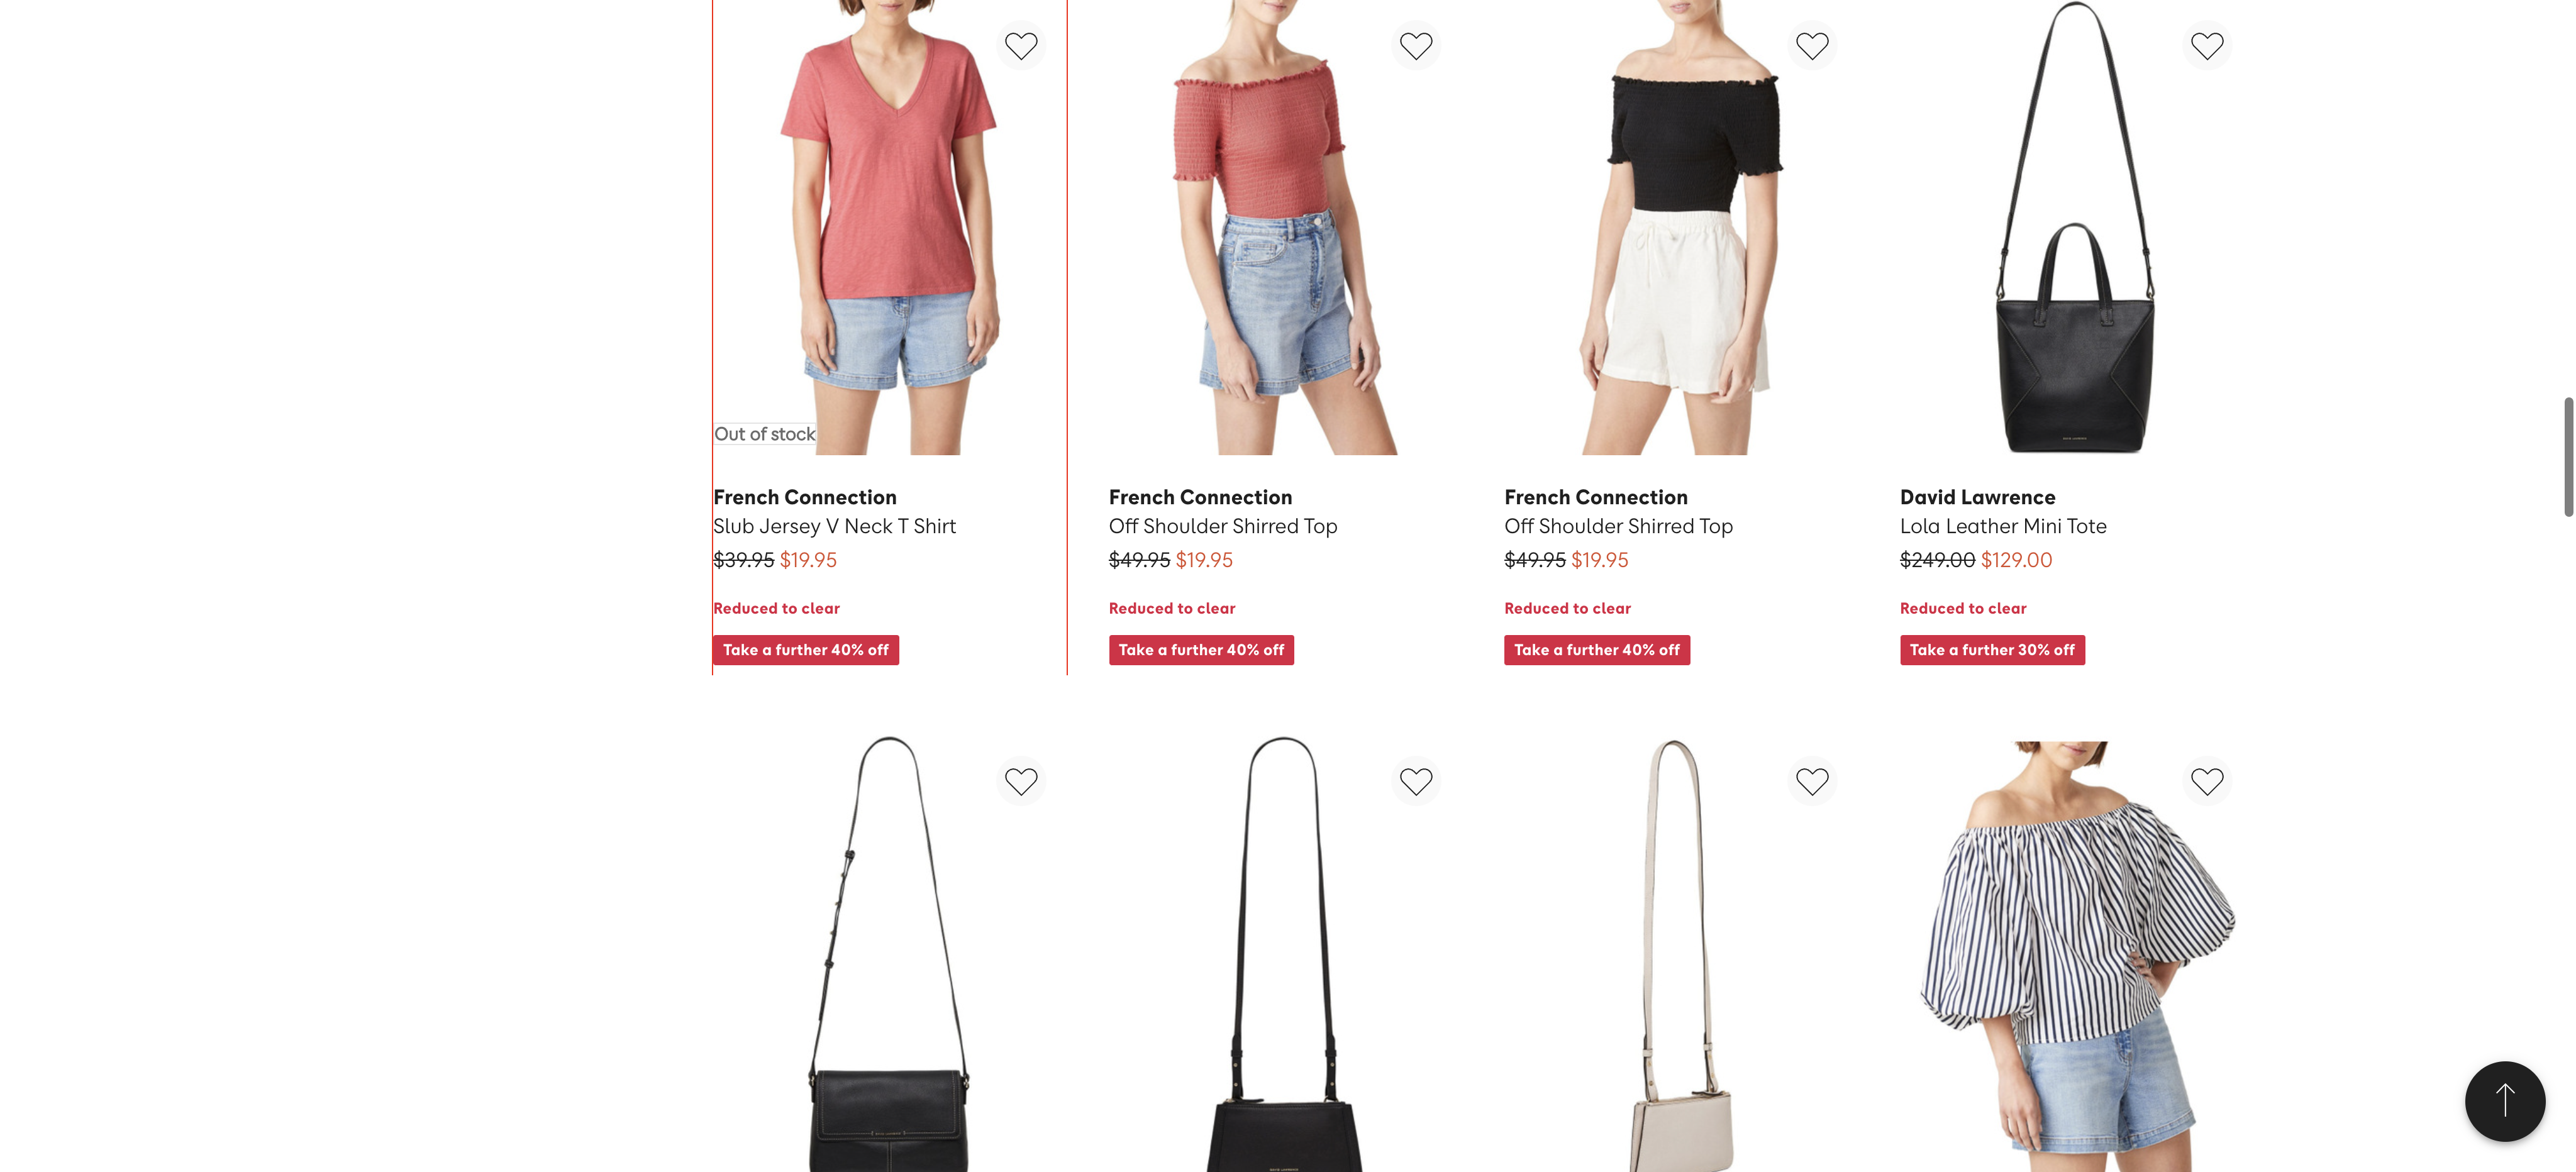 Out of stock
French Connection
Slub Jersey V Neck T Shirt
$39.95 $19.95
Reduced to clear
Take a further 40% off
French Connection
Off Shoulder Shirred Top
$49.95 $19.95
Reduced to clear
Take a further 40% off
French Connection
Off Shoulder Shirred Top
$49.95 $19.95
Reduced to clear
Take a further 40% off
David Lawrence
Lola Leather Mini Tote
$249.00 $129.00
Reduced to clear
Take a further 30% off